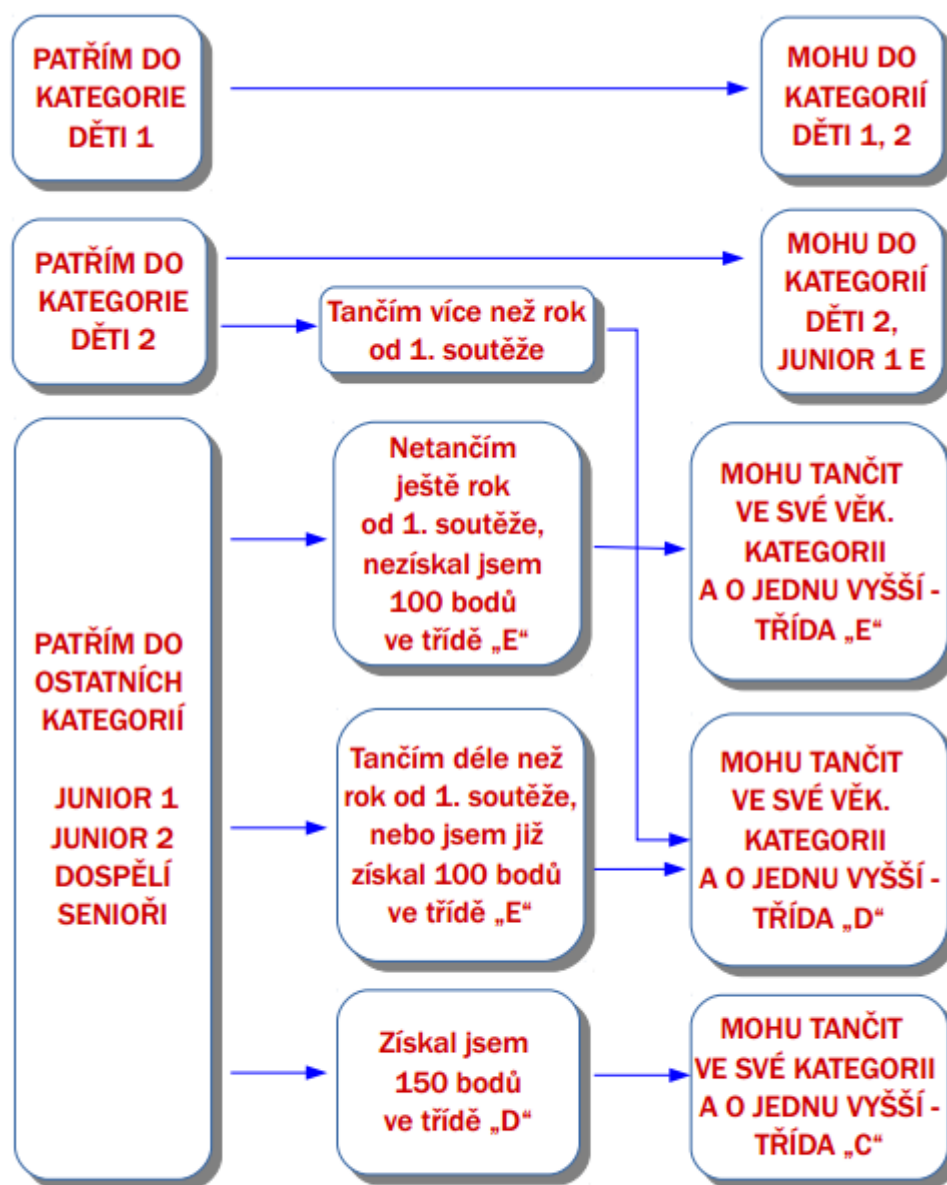 PATŘÍM DO
KATEGORIE
DĚTI 1
MOHU DO
KATEGORIÍ
DĚTI 1, 2
PATŘÍM DO
KATEGORIE
DĚTI 2
Tančím více než rok
od 1. soutěže
MOHU DO
KATEGORIÍ
DĚTI 2,
JUNIOR 1 E
PATŘÍM DO
OSTATNÍCH
KATEGORIÍ
JUNIOR 1
JUNIOR 2
DOSPĚLÍ
SENIOŘI
Netančím
ještě rok
od 1. soutěže,
nezískal jsem
100 bodů
ve třídě „E“
MOHU TANČIT
VE SVÉ VĚK.
KATEGORII
A O JEDNU VYŠŠÍ -
TŘÍDA „E“
Tančím déle než
rok od 1. soutěže,
nebo jsem již
získal 100 bodů
ve třídě „E“
MOHU TANČIT
VE SVÉ VĚK.
KATEGORII
A O JEDNU VYŠŠÍ -
TŘÍDA „D“
Získal jsem
150 bodů
ve třídě „D“
MOHU TANČIT
VE SVÉ KATEGORII
A O JEDNU VYŠŠÍ -
TŘÍDA „C“